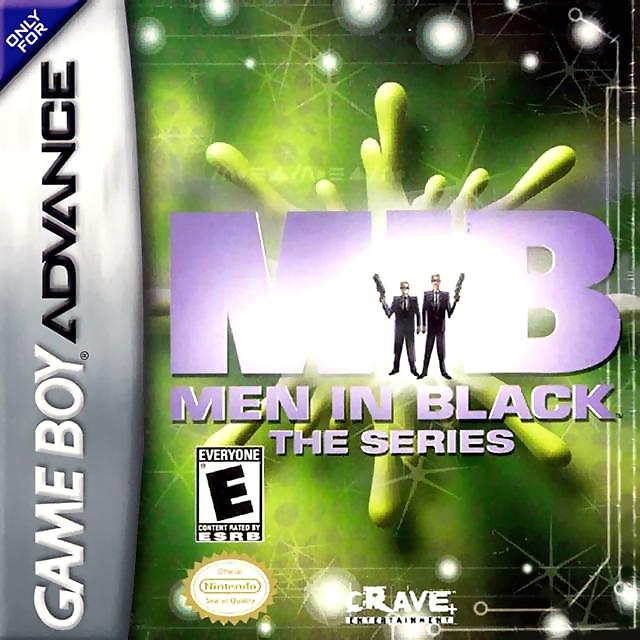 ONLY
FOR
GAME BOY ADVANCE
MIB
MEN IN BLACK™
THE SERIES
EVERYONE
E
®
CONTENT RATED BY
ESRB
Official
Nintendo
Seal of Quality
CRAVE
ENTERTAINMENT